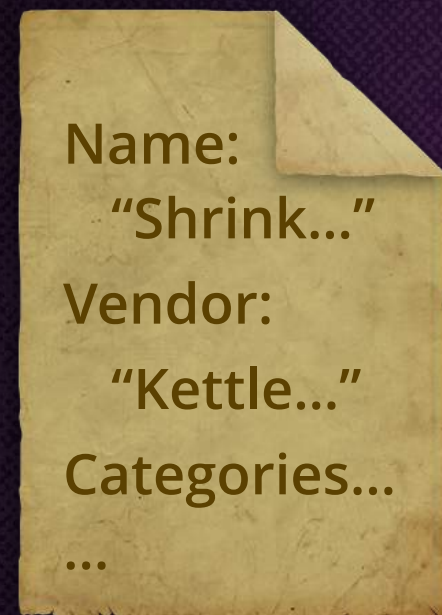 Name:
“Shrink...”
Vendor:
“Kettle...”
Categories...
...